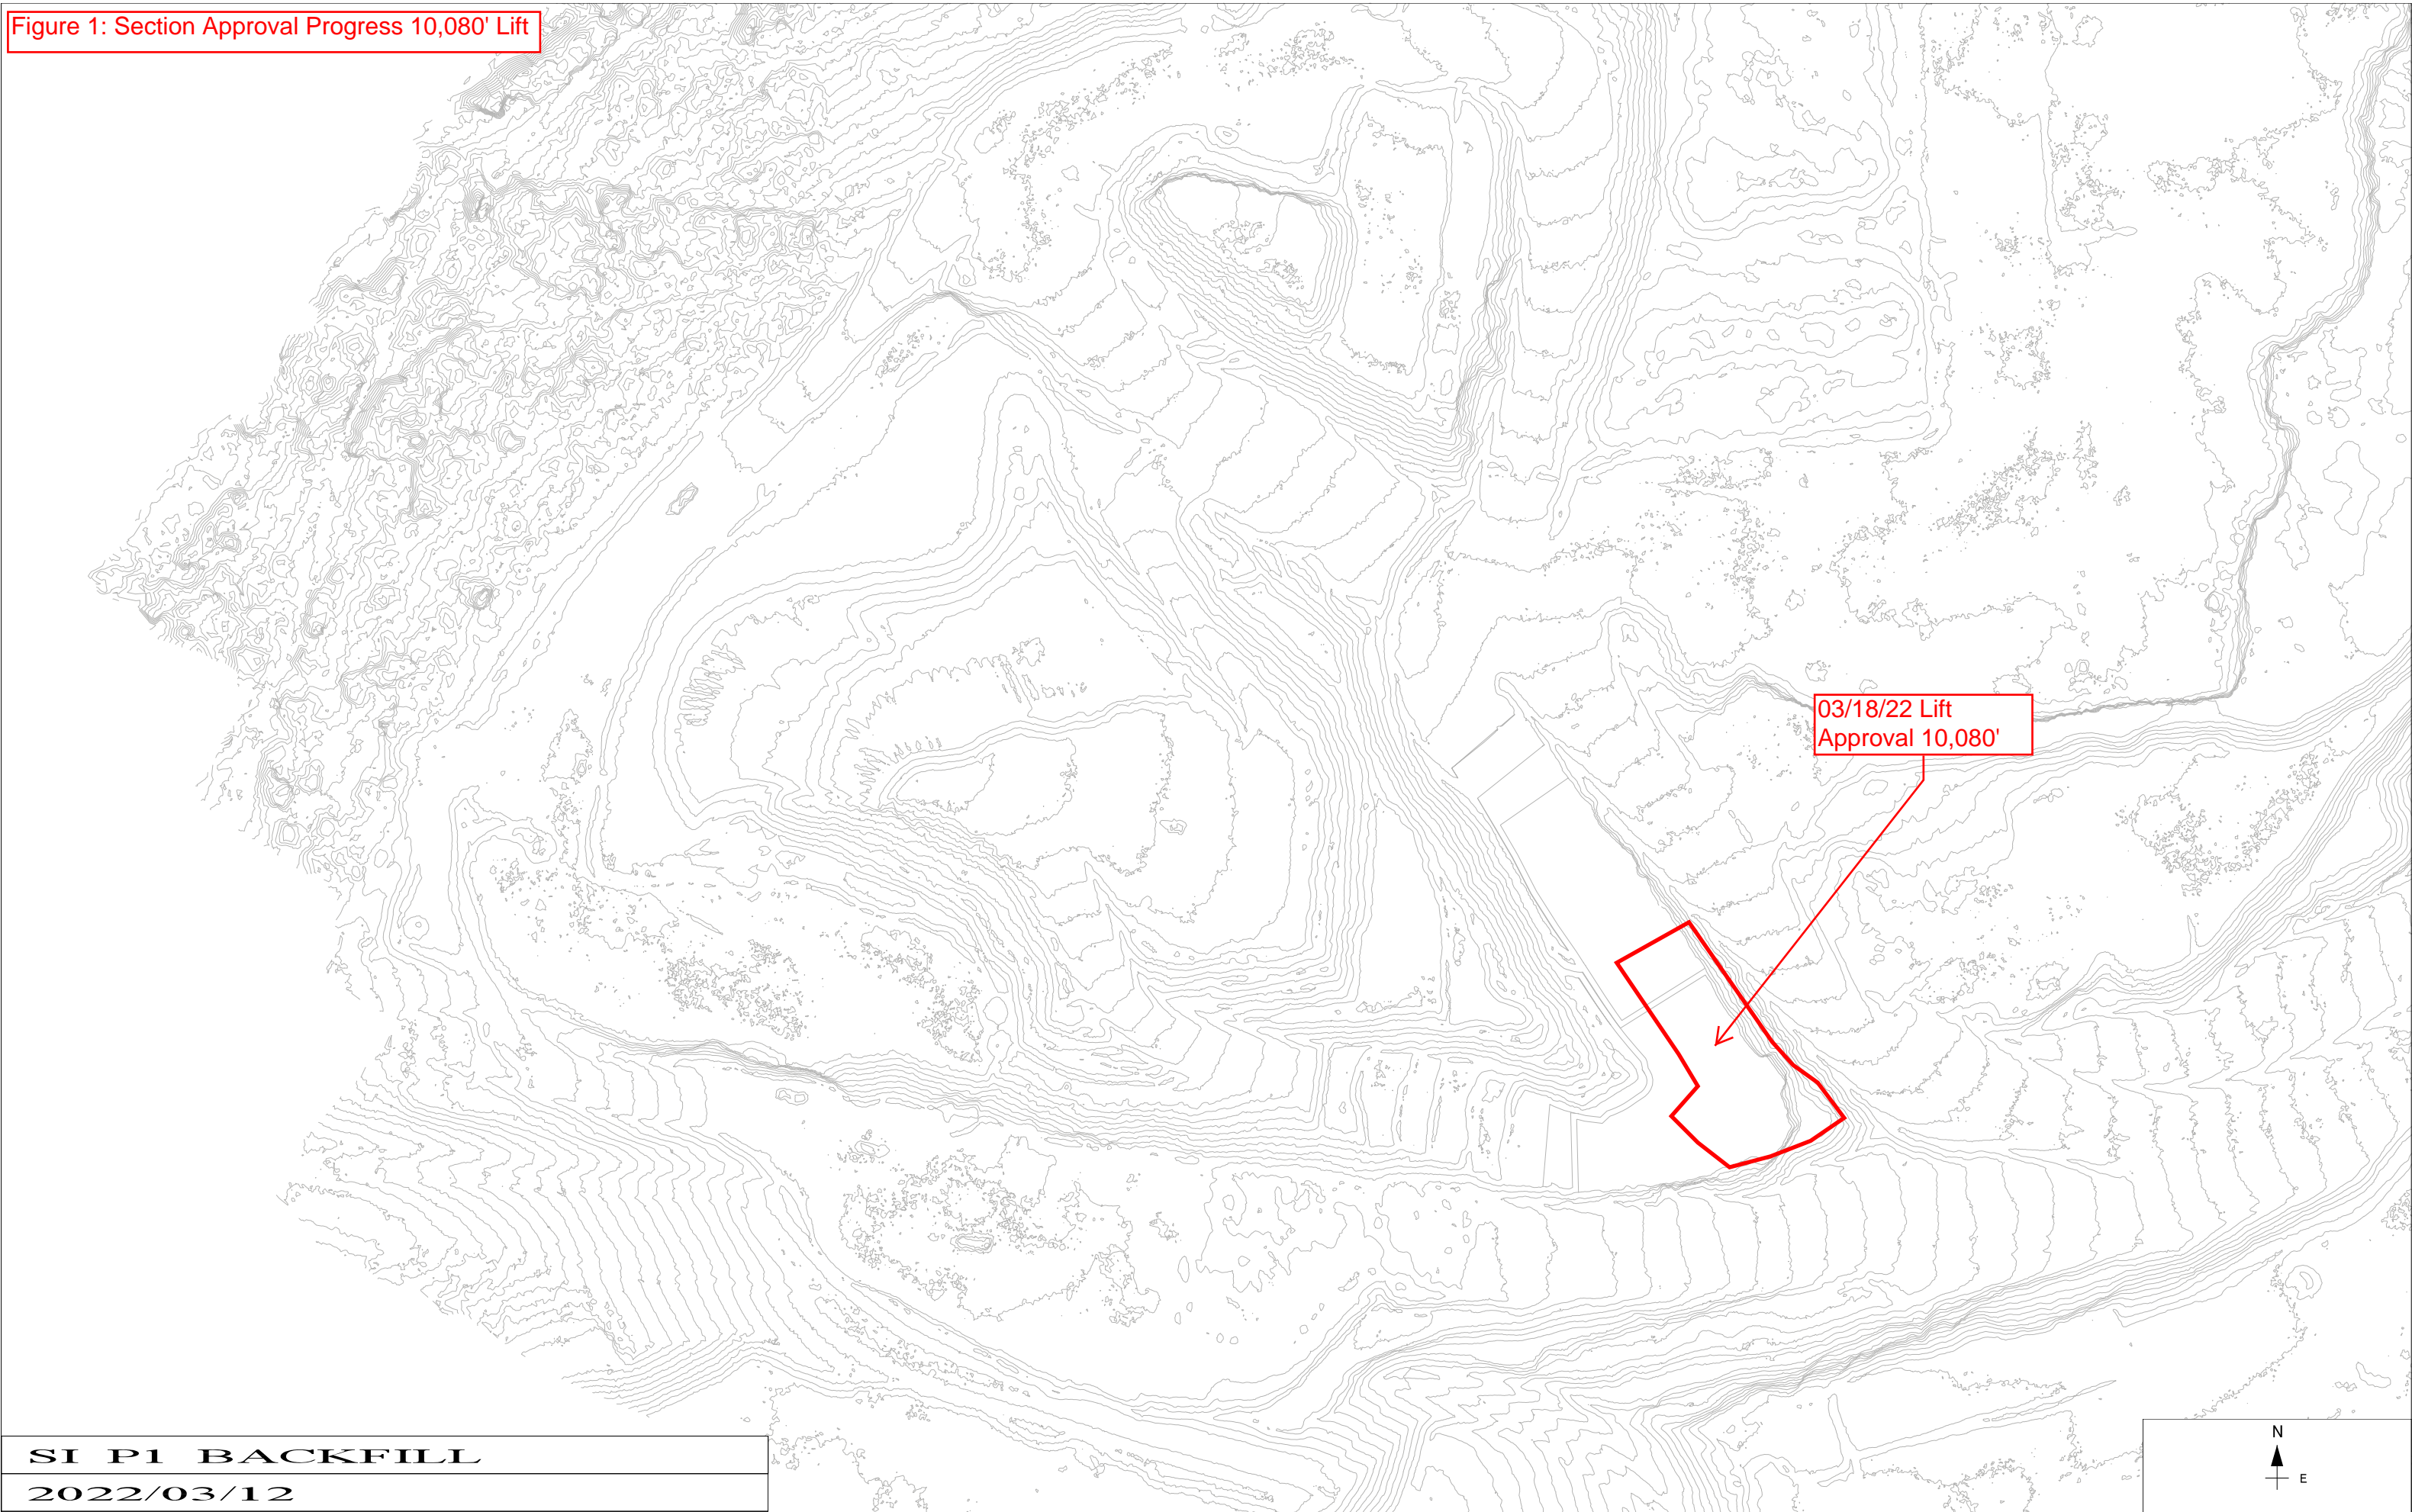 Figure 1: Section Approval Progress 10,080' Lift
03/18/22 Lift
Approval 10,080'
SI P1 BACKFILL
2022/03/12
N
E